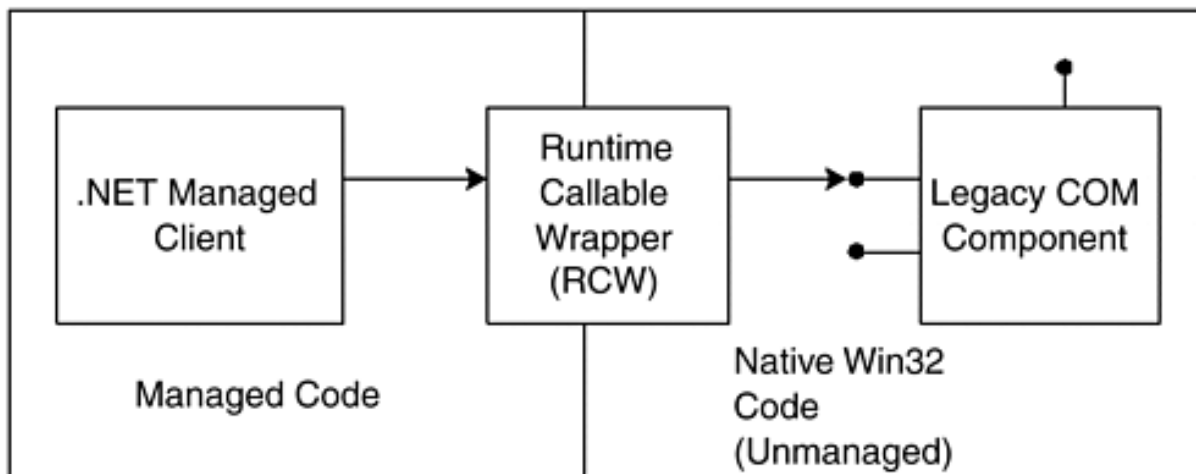 .NET Managed
Client
Runtime
Callable
Wrapper
(RCW)
Legacy COM
Component
Managed Code
Native Win32
Code
(Unmanaged)